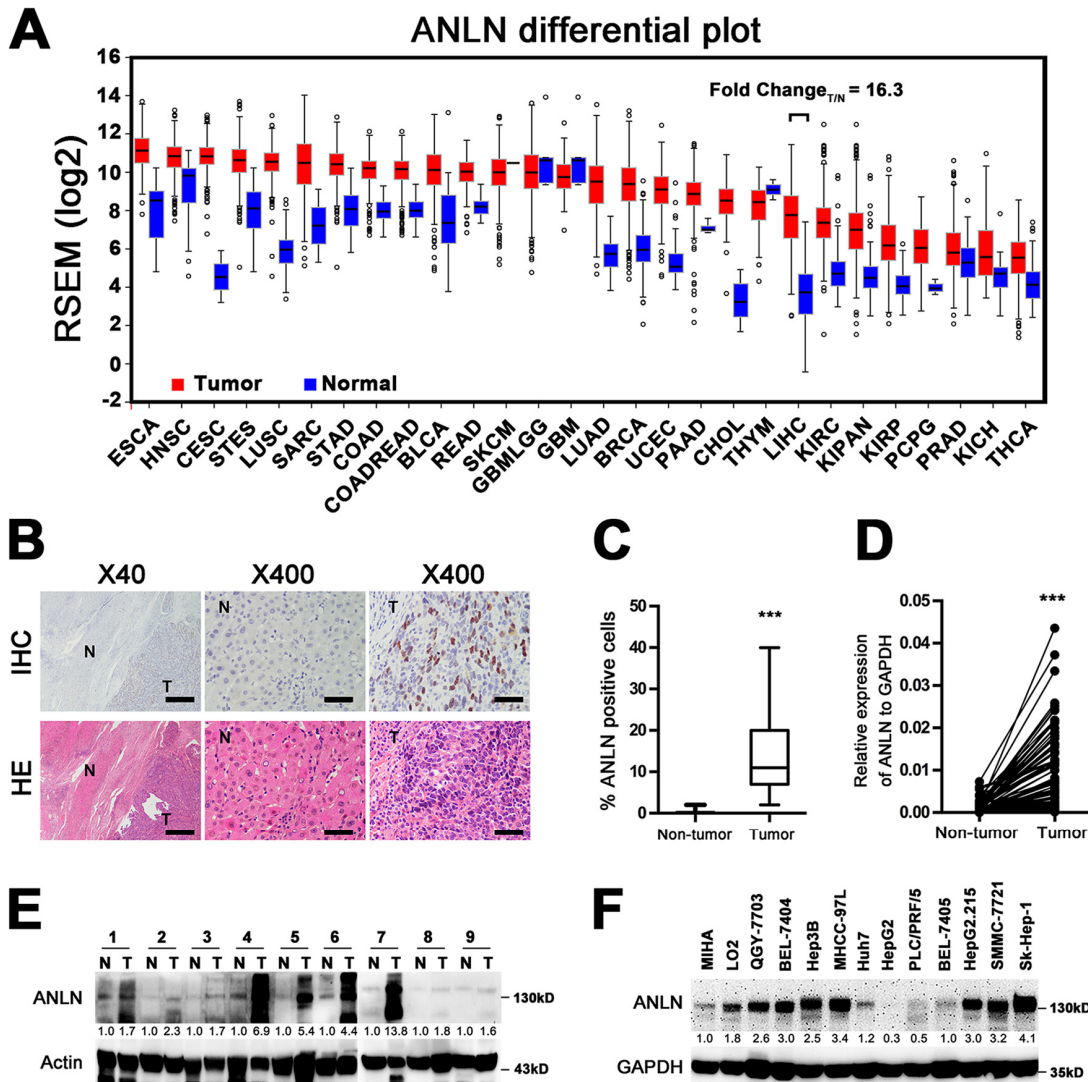 A
ANLN differential plot
Fold Change T/N = 16.3
RSEM (log2)
16
14
12
10
8
6
4
2
0
-2
Tumor Normal
ESCA HNSC CESC STES LUSC SARC STAD COAD COADREAD BLCA READ SKCM GBMLGG GBM LUAD BRCA UCEC PAAD CHOL THYM LIHC KIRC KIPAN KIRP PCPG PRAD KICH THCA
B
X40 X400 X400
IHC
N T N T
HE
N T N T
C
% ANLN positive cells
50
40
30
20
10
0
***
Non-tumor Tumor
D
Relative expression
of ANLN to GAPDH
0.05
0.04
0.03
0.02
0.01
0.00
***
Non-tumor Tumor
E
1 2 3 4 5 6 7 8 9
N T N T N T N T N T N T N T N T N T
ANLN
130kD
1.0 1.7 1.0 2.3 1.0 1.7 1.0 6.9 1.0 5.4 1.0 4.4 1.0 13.8 1.0 1.8 1.0 1.6
Actin
43kD
F
MIHA LO2 QGY-7703 BEL-7404 Hep3B MHCC-97L Huh7 HepG2 PLC/PRF/5 BEL-7405 HepG2.215 SMMC-7721 Sk-Hep-1
ANLN
130kD
1.0 1.8 2.6 3.0 2.5 3.4 1.2 0.3 0.5 1.0 3.0 3.2 4.1
GAPDH
35kD